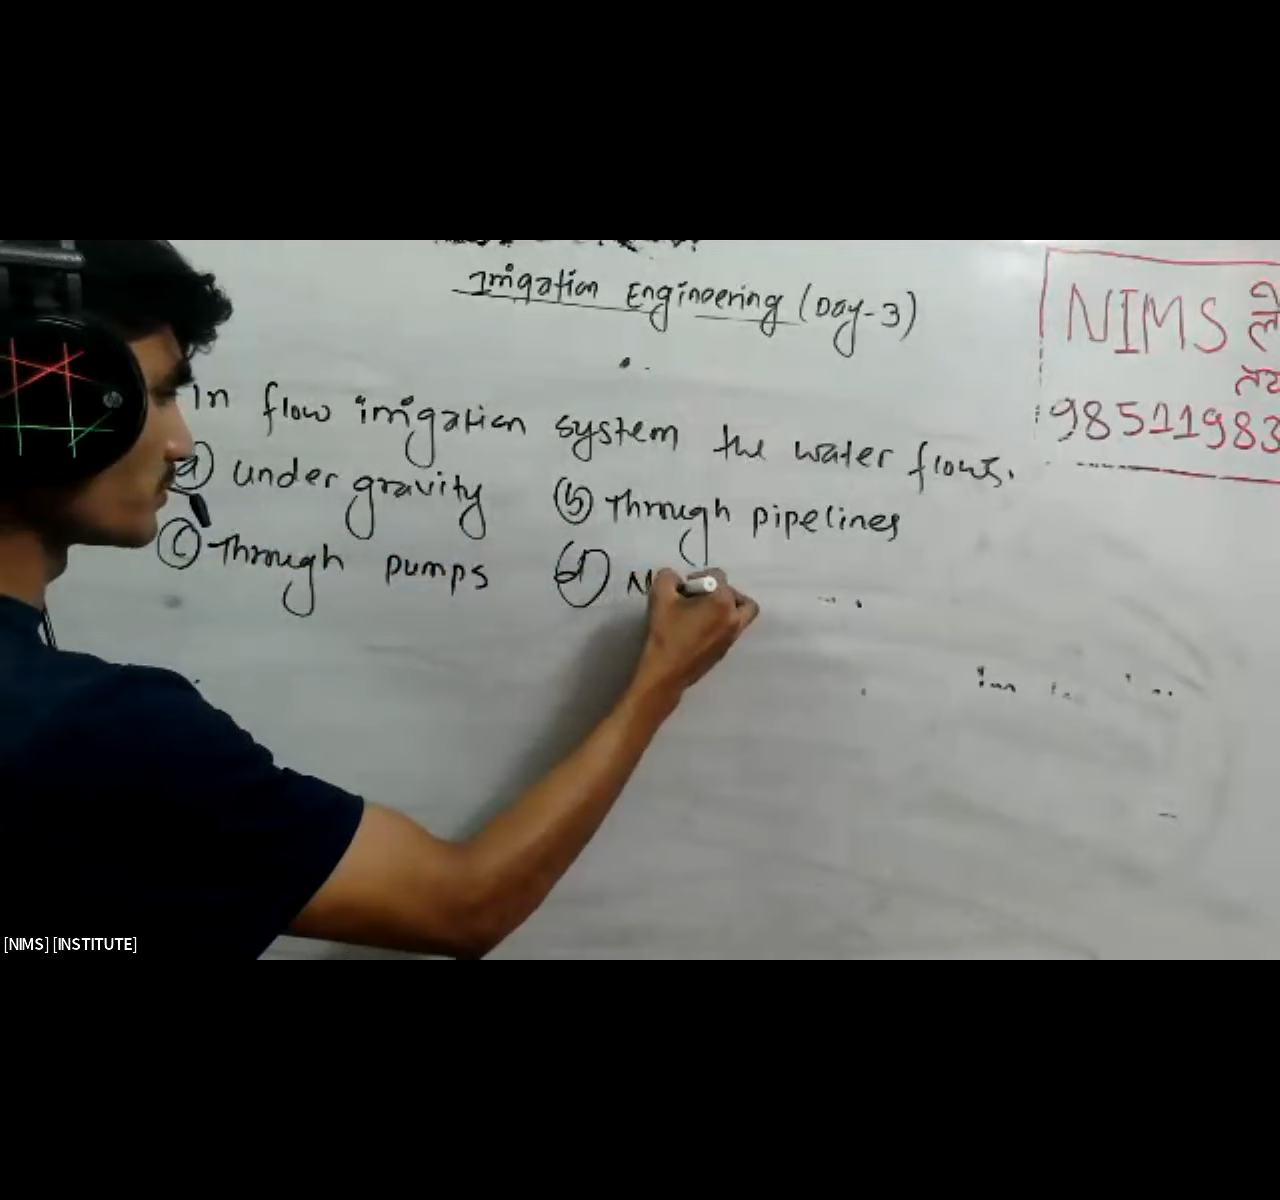 Irrigation Engineering (Day-3)
In flow irrigation system the water flows.
(a) under gravity (b) Through pipelines
(c) Through pumps (d) N
NIMS ले
98511983
[NIMS] [INSTITUTE]